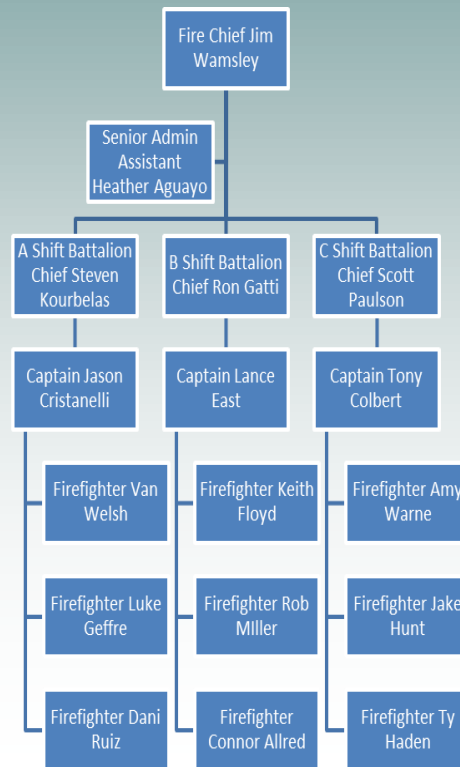 Fire Chief Jim
Wamsley
Senior Admin
Assistant
Heather Aguayo
A Shift Battalion
Chief Steven
Kourbelas
B Shift Battalion
Chief Ron Gatti
C Shift Battalion
Chief Scott
Paulson
Captain Jason
Cristanelli
Captain Lance
East
Captain Tony
Colbert
Firefighter Van
Welsh
Firefighter Keith
Floyd
Firefighter Amy
Warne
Firefighter Luke
Geffre
Firefighter Rob
MIller
Firefighter Jake
Hunt
Firefighter Dani
Ruiz
Firefighter
Connor Allred
Firefighter Ty
Haden